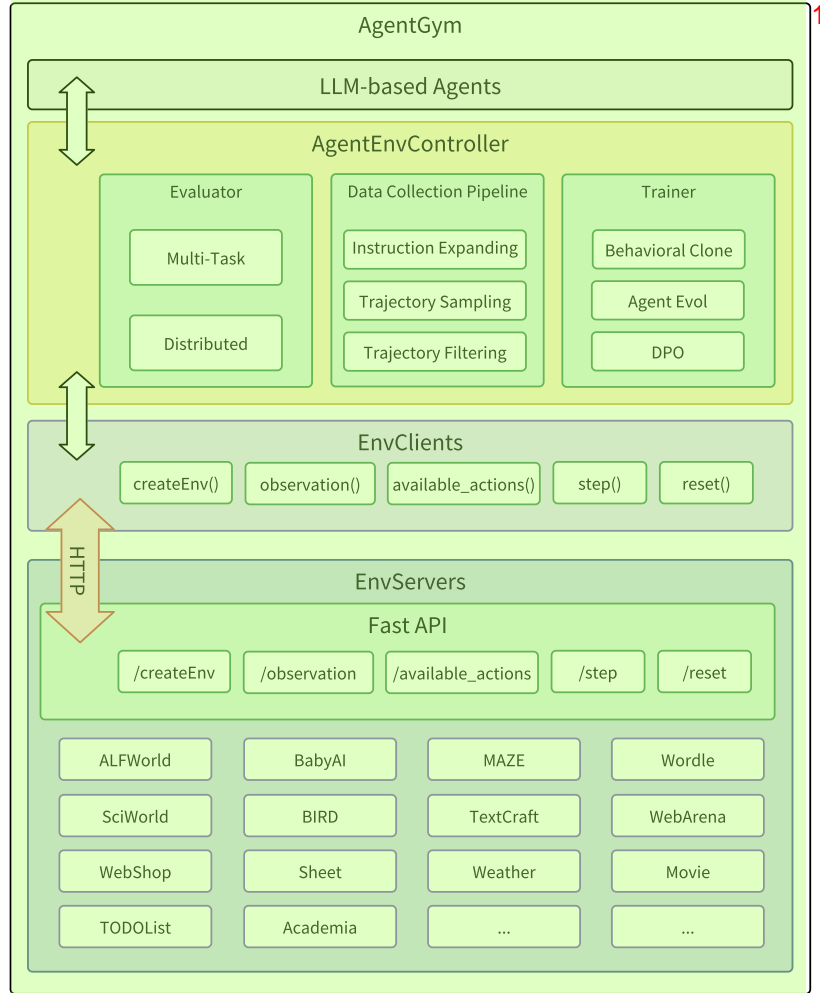 AgentGym
1
LLM-based Agents
AgentEnvController
Evaluator
Multi-Task
Distributed
Data Collection Pipeline
Instruction Expanding
Trajectory Sampling
Trajectory Filtering
Trainer
Behavioral Clone
Agent Evol
DPO
EnvClients
createEnv()
observation()
available_actions()
step()
reset()
HTTP
EnvServers
Fast API
/createEnv
/observation
/available_actions
/step
/reset
ALFWorld
BabyAI
MAZE
Wordle
SciWorld
BIRD
TextCraft
WebArena
WebShop
Sheet
Weather
Movie
TODOList
Academia
...
...